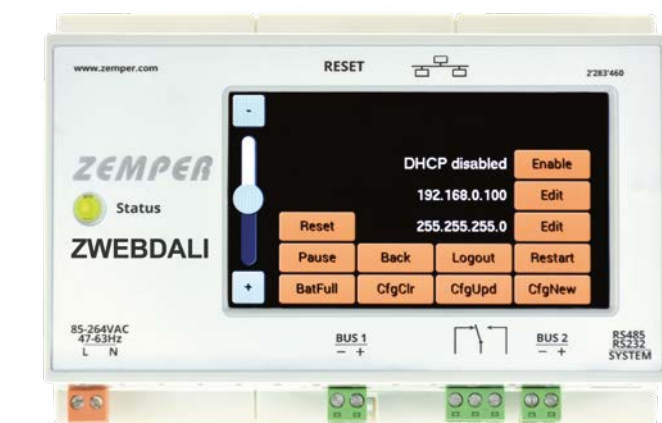 www.zemper.com
RESET
2'283'460
-
ZEMPER
Status
ZWEBDALI
DHCP disabled Enable
192.168.0.100 Edit
Reset 255.255.255.0 Edit
Pause Back Logout Restart
+ BatFull CfgClr CfgUpd CfgNew
85-264VAC
47-63Hz
L N
BUS 1
- +
BUS 2
- +
RS485
RS232
SYSTEM